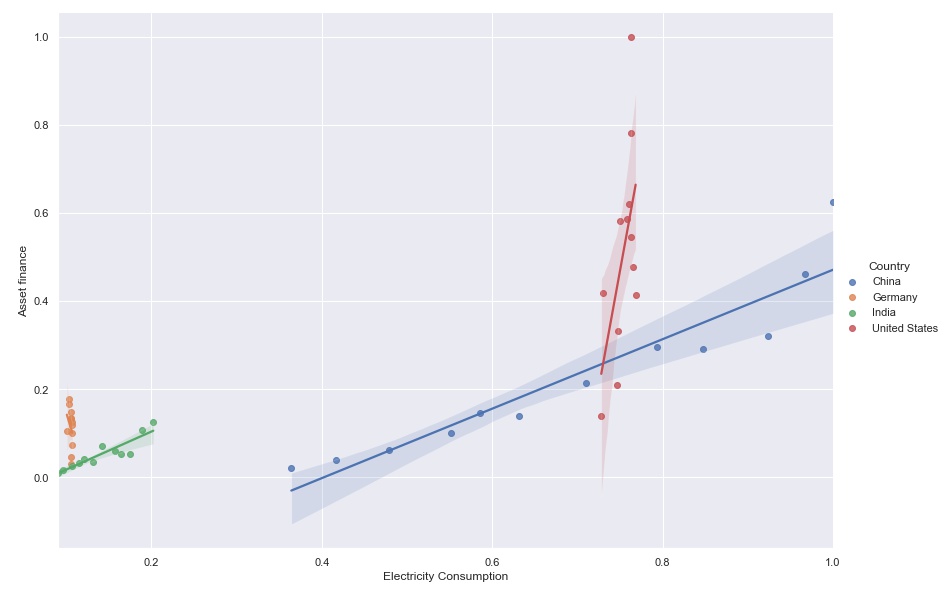 1.0
0.8
0.6
0.4
0.2
0.0
Asset finance
0.2
0.4
0.6
0.8
1.0
Electricity Consumption
Country
China
Germany
India
United States